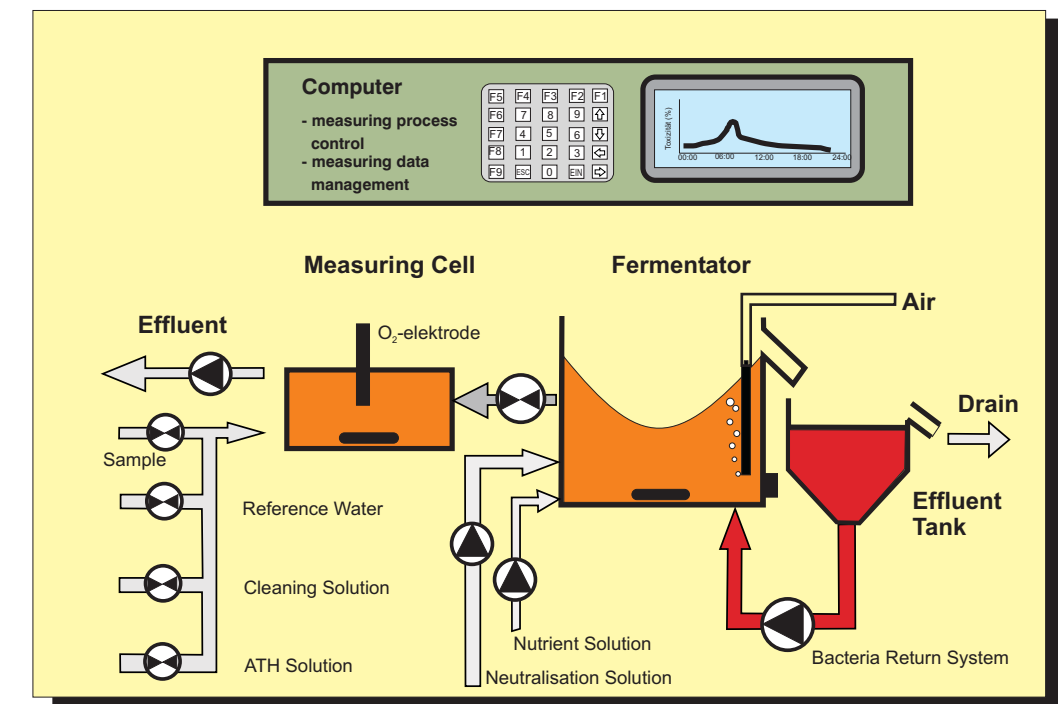 Computer
- measuring process
control
- measuring data
management
F5 F4 F3 F2 F1
F6 7 8 9
F7 4 5 6
F8 1 2 3
F9 ESC 0 EIN
Toxizität (%)
00:00 06:00 12:00 18:00 24:00
Measuring Cell
Fermentator
Air
Effluent
O2-elektrode
Drain
Sample
Effluent
Tank
Reference Water
Cleaning Solution
Nutrient Solution
ATH Solution
Neutralisation Solution
Bacteria Return System